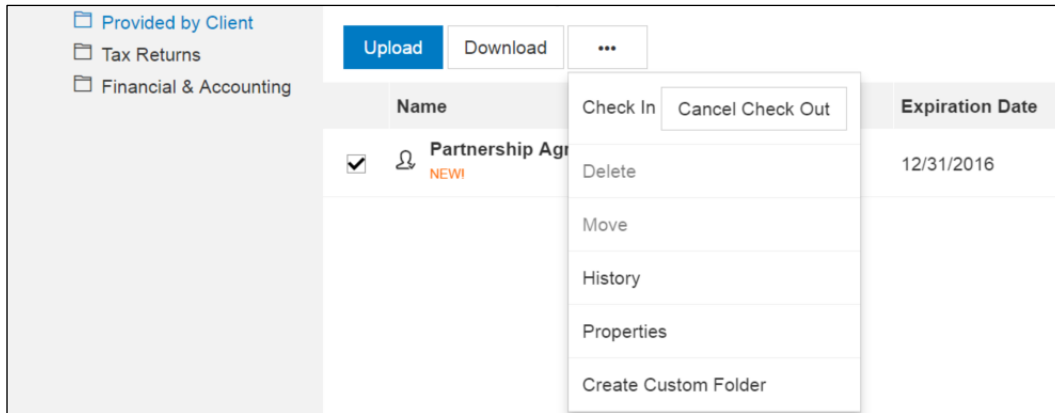 Provided by Client
Tax Returns
Financial & Accounting
Upload Download •••
Name Expiration Date
Check In Cancel Check Out
Partnership Agr
NEW!
12/31/2016
Delete
Move
History
Properties
Create Custom Folder